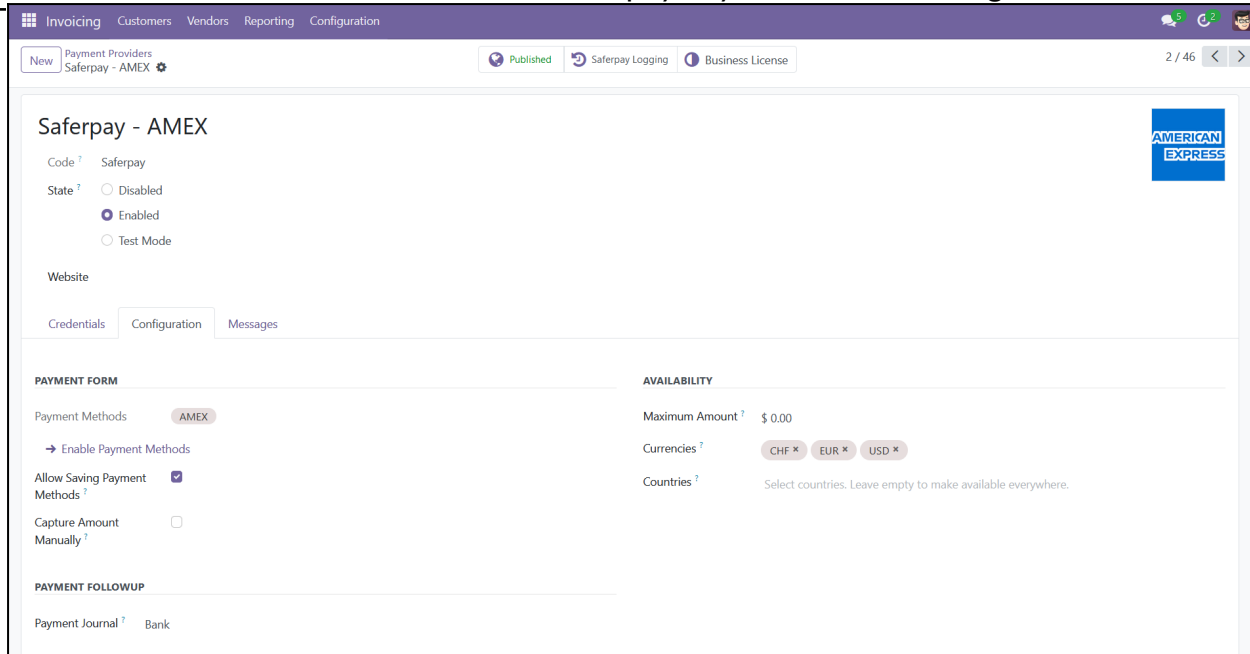 Invoicing Customers Vendors Reporting Configuration 5 2
New Payment Providers
Saferpay - AMEX
Published Saferpay Logging Business License 2 / 46
Saferpay - AMEX
AMERICAN
EXPRESS
Code ? Saferpay
State ? Disabled
Enabled
Test Mode
Website
Credentials Configuration Messages
PAYMENT FORM
Payment Methods AMEX
Enable Payment Methods
Allow Saving Payment
Methods ?
Capture Amount
Manually ?
AVAILABILITY
Maximum Amount ? $ 0.00
Currencies ? CHF × EUR × USD ×
Countries ? Select countries. Leave empty to make available everywhere.
PAYMENT FOLLOWUP
Payment Journal ? Bank